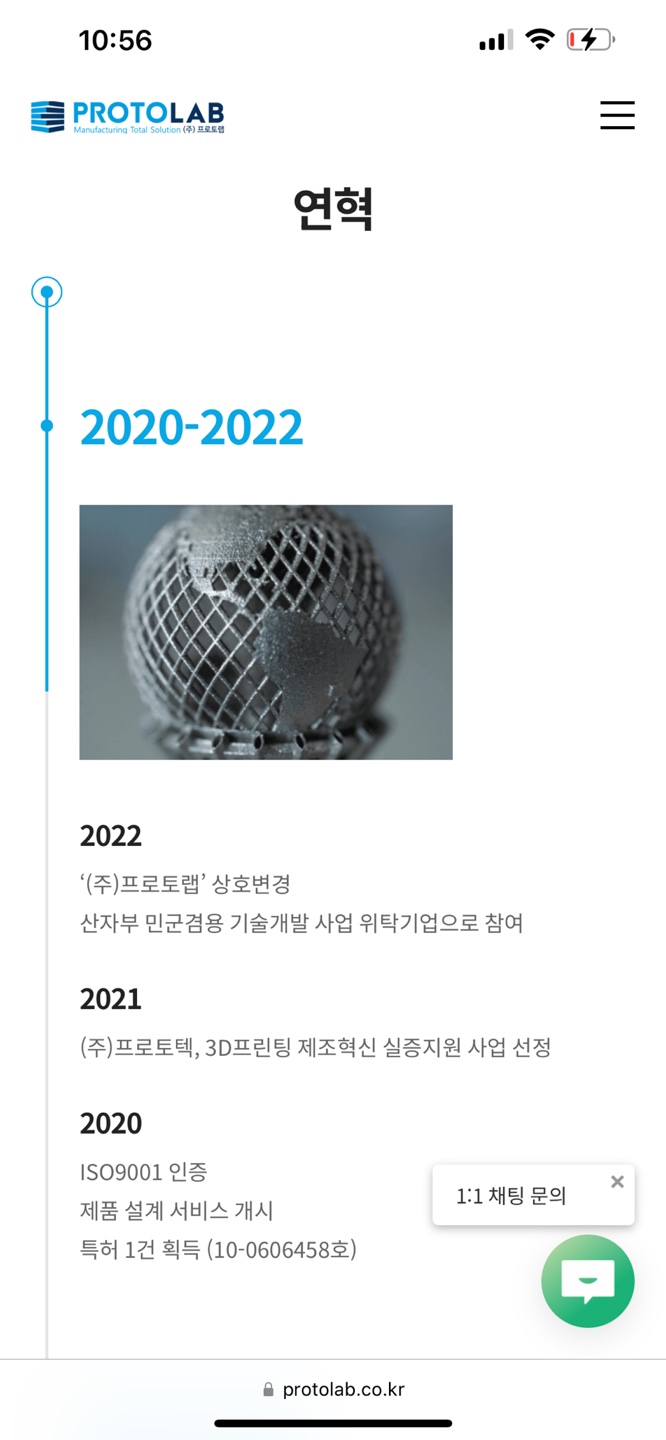 10:56
PROTOLAB
Manufacturing Total Solution (주) 프로토랩
연혁
2020-2022
2022
‘(주)프로토랩’ 상호변경
산자부 민군겸용 기술개발 사업 위탁기업으로 참여
2021
(주)프로토텍, 3D프린팅 제조혁신 실증지원 사업 선정
2020
ISO9001 인증
제품 설계 서비스 개시
특허 1건 획득 (10-0606458호)
1:1 채팅 문의
protolab.co.kr